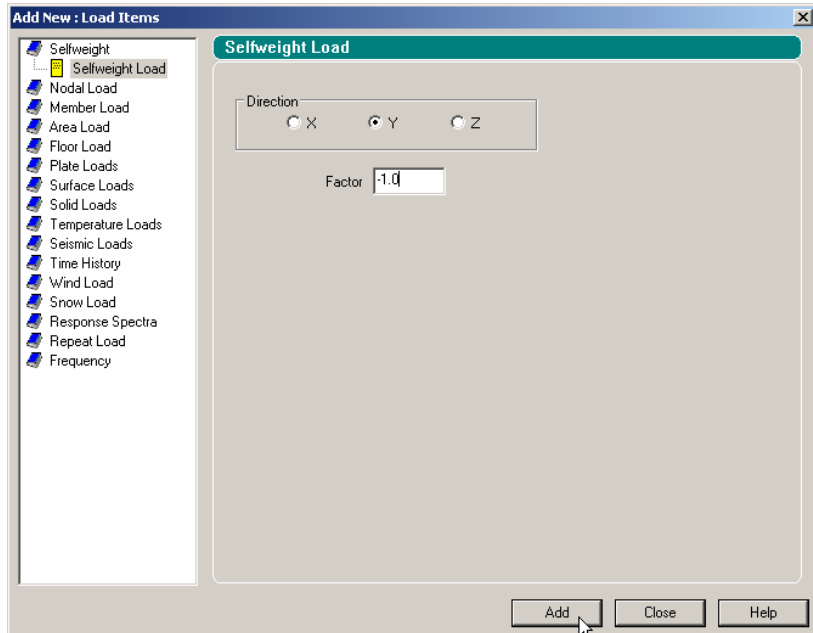 Add New : Load Items
Selfweight
Selfweight Load
Nodal Load
Member Load
Area Load
Floor Load
Plate Loads
Surface Loads
Solid Loads
Temperature Loads
Seismic Loads
Time History
Wind Load
Snow Load
Response Spectra
Repeat Load
Frequency
Selfweight Load
Direction
X Y Z
Factor -1.0
Add Close Help